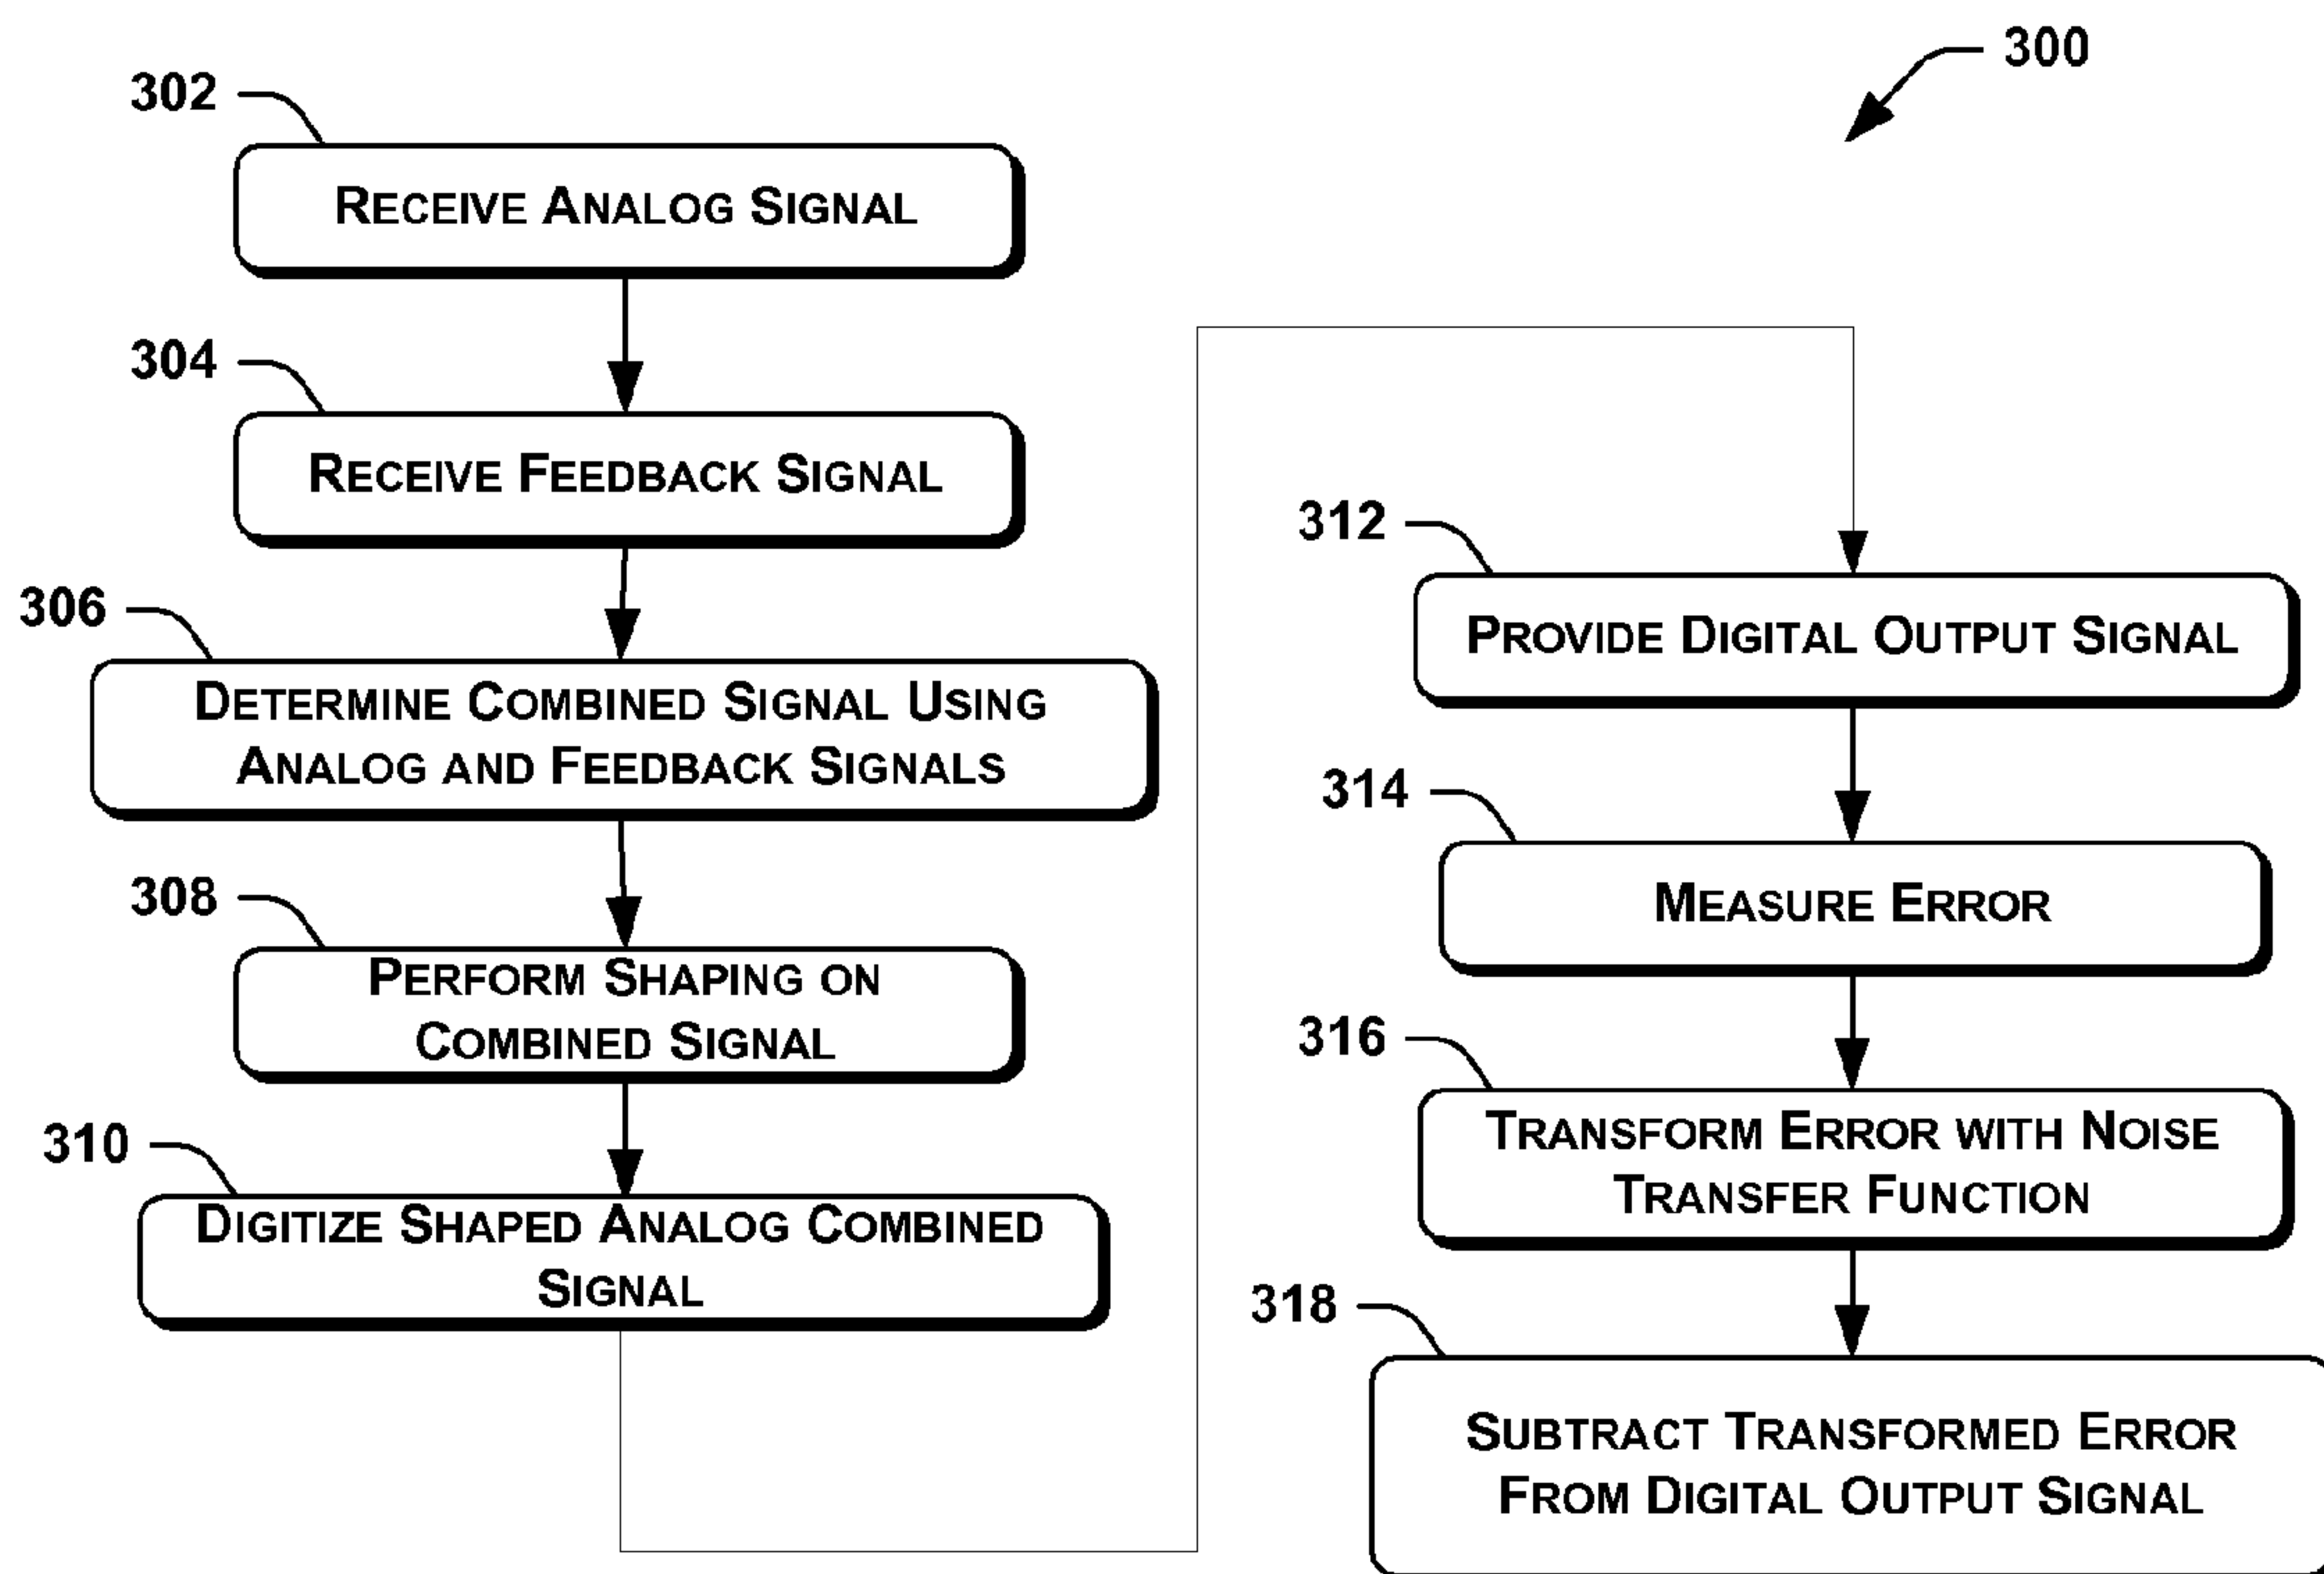 300
302
RECEIVE ANALOG SIGNAL
304
RECEIVE FEEDBACK SIGNAL
306
DETERMINE COMBINED SIGNAL USING
ANALOG AND FEEDBACK SIGNALS
308
PERFORM SHAPING ON
COMBINED SIGNAL
310
DIGITIZE SHAPED ANALOG COMBINED
SIGNAL
312
PROVIDE DIGITAL OUTPUT SIGNAL
314
MEASURE ERROR
316
TRANSFORM ERROR WITH NOISE
TRANSFER FUNCTION
318
SUBTRACT TRANSFORMED ERROR
FROM DIGITAL OUTPUT SIGNAL